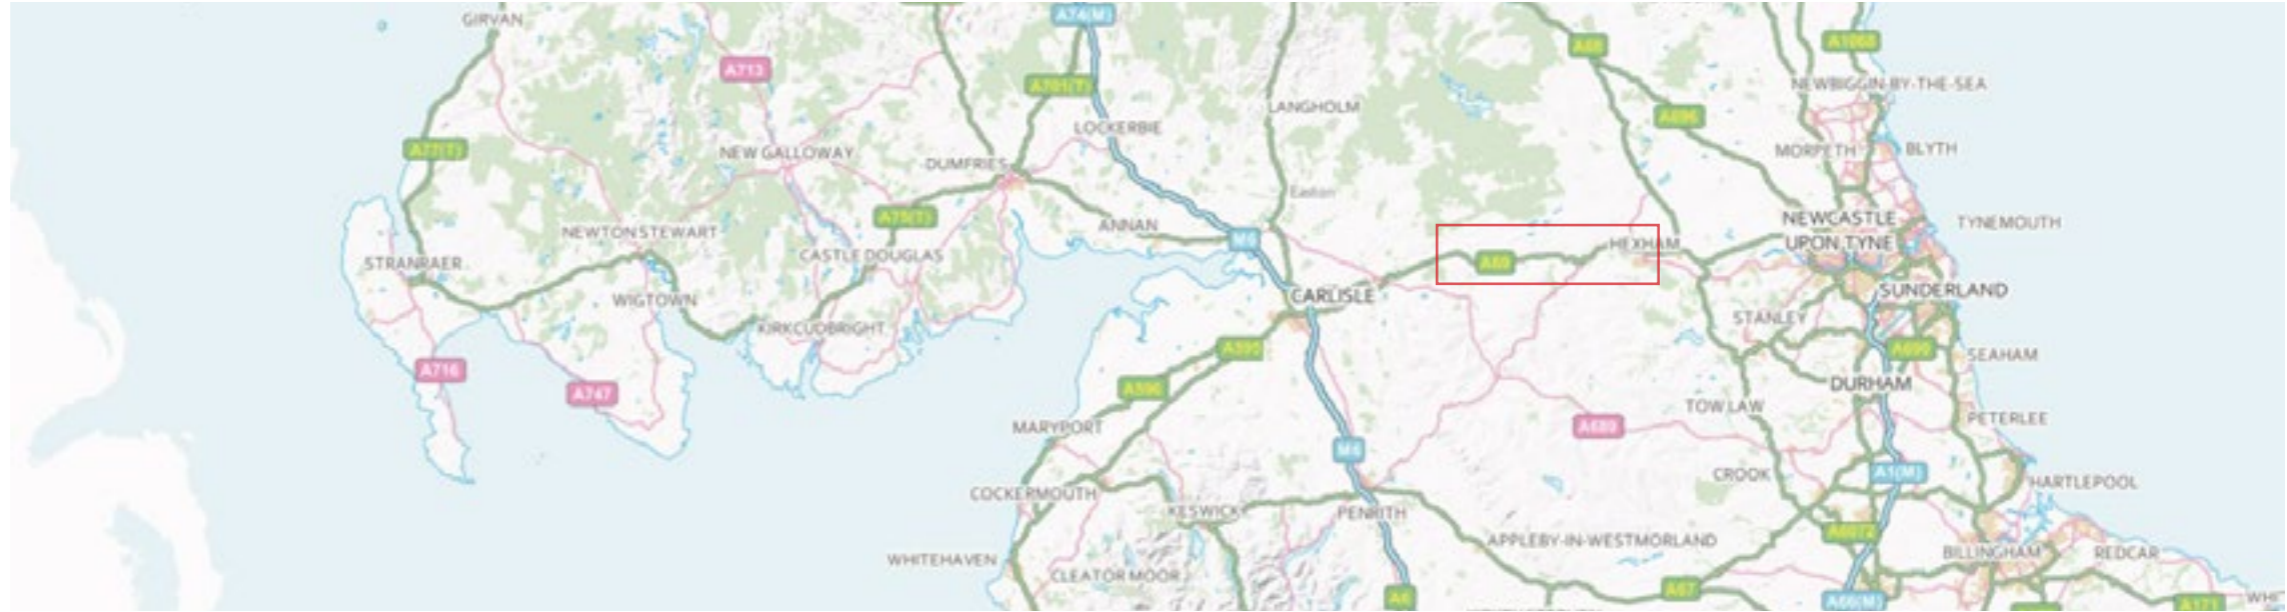 GIRVAN
A74(M)
A713
A68
A1068
A701(T)
NEWBIGGIN-BY-THE-SEA
LANGHOLM
A696
LOCKERBIE
A77(T)
NEW GALLOWAY
DUMFRIES
MORPETH
BLYTH
Easton
A75(T)
NEWTON STEWART
ANNAN
NEWCASTLE
UPON TYNE
TYNEMOUTH
M6
HEXHAM
CASTLE DOUGLAS
STRANRAER
A69
CARLISLE
SUNDERLAND
WIGTOWN
KIRKCUDBRIGHT
STANLEY
A595
A690
SEAHAM
A716
A747
A596
DURHAM
TOW LAW
MARYPORT
A689
PETERLEE
M6
CROOK
A1(M)
HARTLEPOOL
COCKERMOUTH
KESWICK
PENRITH
APPLEBY-IN-WESTMORLAND
WHITEHAVEN
BILLINGHAM
REDCAR
CLEATOR MOOR
A67
A6
A66(M)
A171